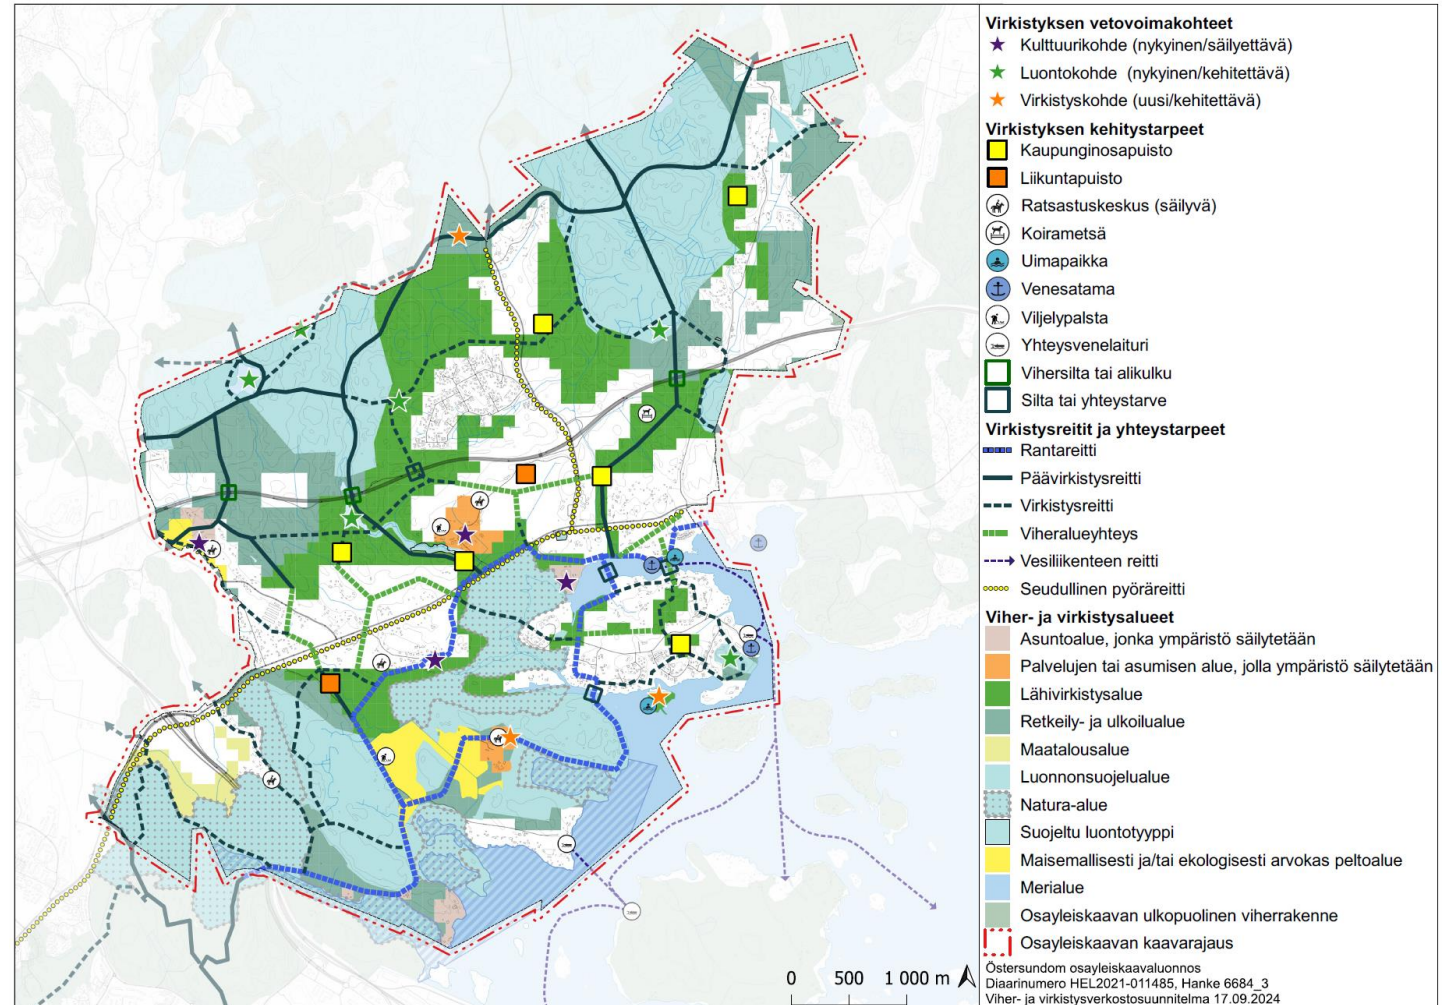 Virkistyksen vetovoimakohteet
Kulttuurikohde (nykyinen/säilyettävä)
Luontokohde (nykyinen/kehitettävä)
Virkistyskohde (uusi/kehitettävä)
Virkistyksen kehitystarpeet
Kaupunginosapuisto
Liikuntapuisto
Ratsastuskeskus (säilyvä)
Koirametsä
Uimapaikka
Venesatama
Viljelypalsta
Yhteysvenelaituri
Vihersilta tai alikulku
Silta tai yhteystarve
Virkistysreitit ja yhteystarpeet
Rantareitti
Päävirkistysreitti
Virkistysreitti
Viheralueyhteys
Vesiliikenteen reitti
Seudullinen pyöräreitti
Viher- ja virkistysalueet
Asuntoalue, jonka ympäristö säilytetään
Palvelujen tai asumisen alue, jolla ympäristö säilytetään
Lähivirkistysalue
Retkeily- ja ulkoilualue
Maatalousalue
Luonnonsuojelualue
Natura-alue
Suojeltu luontotyyppi
Maisemallisesti ja/tai ekologisesti arvokas peltoalue
Merialue
Osayleiskaavan ulkopuolinen viherrakenne
Osayleiskaavan kaavarajaus
Östersundom osayleiskaavaluonnos
Diaarinumero HEL2021-011485, Hanke 6684_3
Viher- ja virkistysverkostosuunnitelma 17.09.2024
0 500 1 000 m